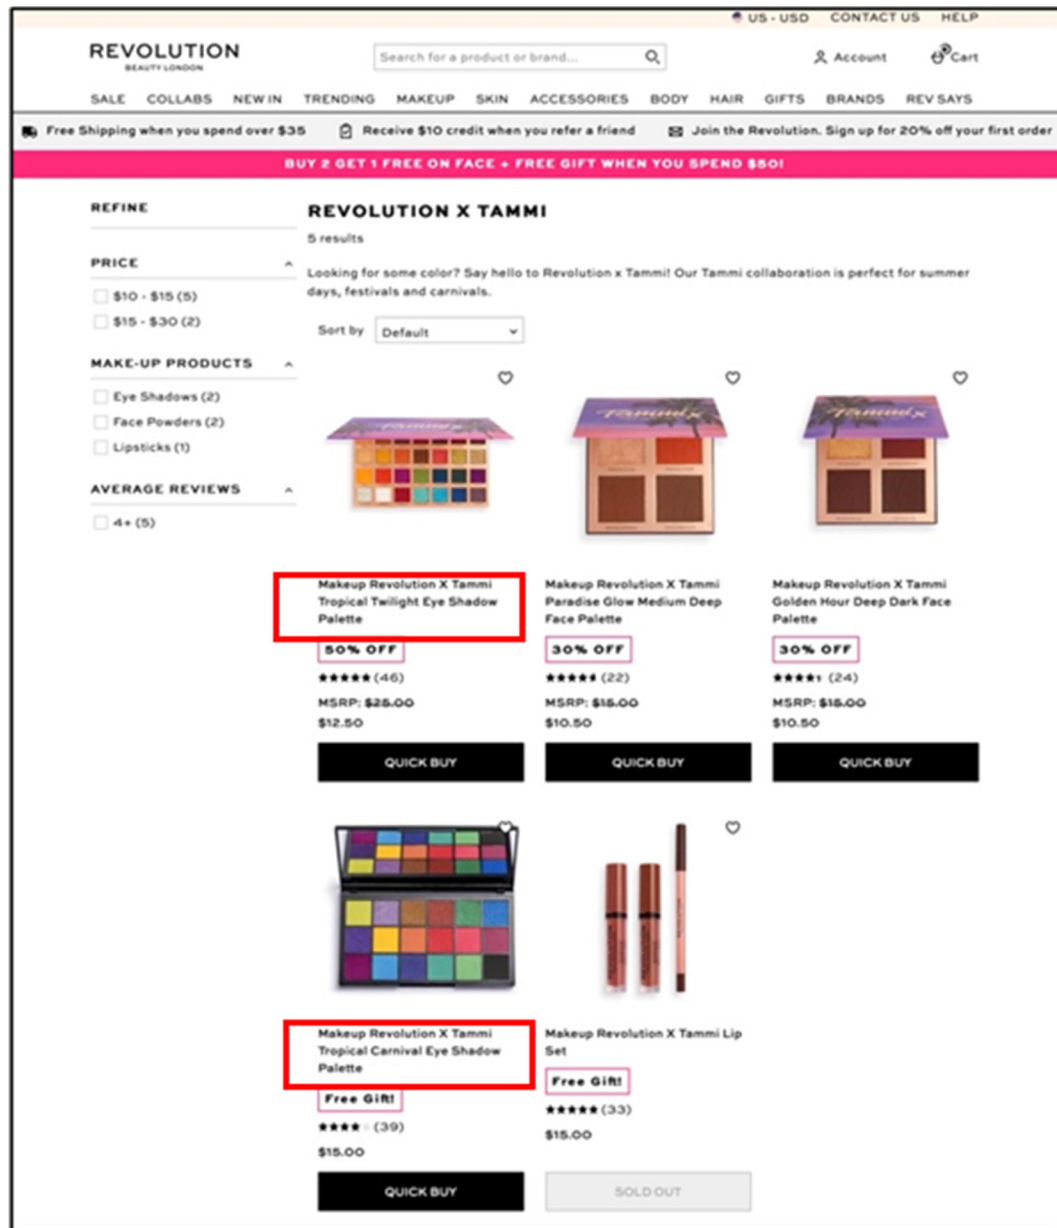 US - USD CONTACT US HELP
REVOLUTION
BEAUTY LONDON
Search for a product or brand...
Account
Cart
SALE COLLABS NEW IN TRENDING MAKEUP SKIN ACCESSORIES BODY HAIR GIFTS BRANDS REV SAYS
Free Shipping when you spend over $35 Receive $10 credit when you refer a friend Join the Revolution. Sign up for 20% off your first order
BUY 2 GET 1 FREE ON FACE + FREE GIFT WHEN YOU SPEND $50!
REFINE
PRICE
$10 - $15 (5)
$15 - $30 (2)
MAKE-UP PRODUCTS
Eye Shadows (2)
Face Powders (2)
Lipsticks (1)
AVERAGE REVIEWS
4+ (5)
REVOLUTION X TAMMI
5 results
Looking for some color? Say hello to Revolution x Tammi! Our Tammi collaboration is perfect for summer
days, festivals and carnivals.
Sort by Default
Tammi X
Tammi X
Makeup Revolution X Tammi
Tropical Twilight Eye Shadow
Palette
50% OFF
(46)
MSRP: $25.00
$12.50
QUICK BUY
Makeup Revolution X Tammi
Paradise Glow Medium Deep
Face Palette
30% OFF
(22)
MSRP: $15.00
$10.50
QUICK BUY
Makeup Revolution X Tammi
Golden Hour Deep Dark Face
Palette
30% OFF
(24)
MSRP: $15.00
$10.50
QUICK BUY
Makeup Revolution X Tammi
Tropical Carnival Eye Shadow
Palette
Free Gift!
(39)
$15.00
QUICK BUY
Makeup Revolution X Tammi Lip
Set
Free Gift!
(33)
$15.00
SOLD OUT